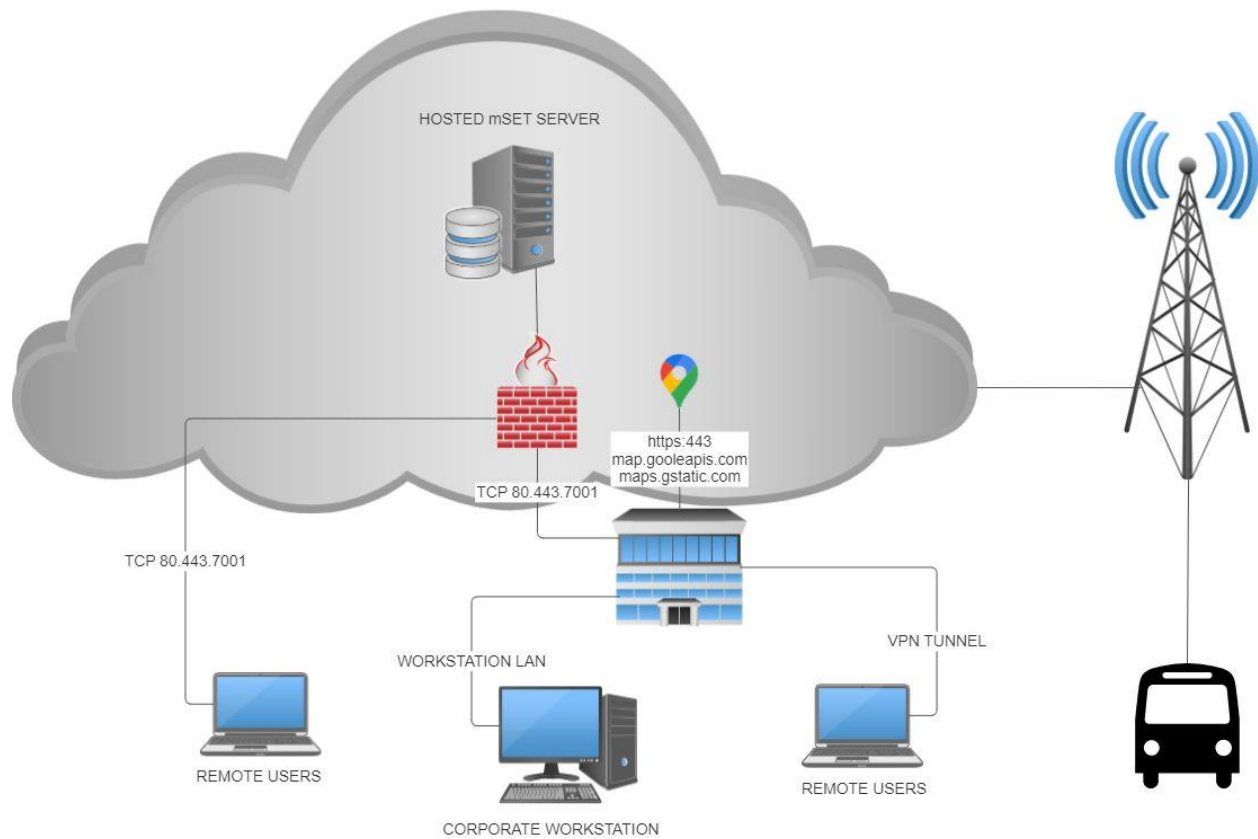 HOSTED mSET SERVER
https:443
map.gooleapis.com
maps.gstatic.com
TCP 80.443.7001
TCP 80.443.7001
VPN TUNNEL
WORKSTATION LAN
REMOTE USERS
REMOTE USERS
CORPORATE WORKSTATION